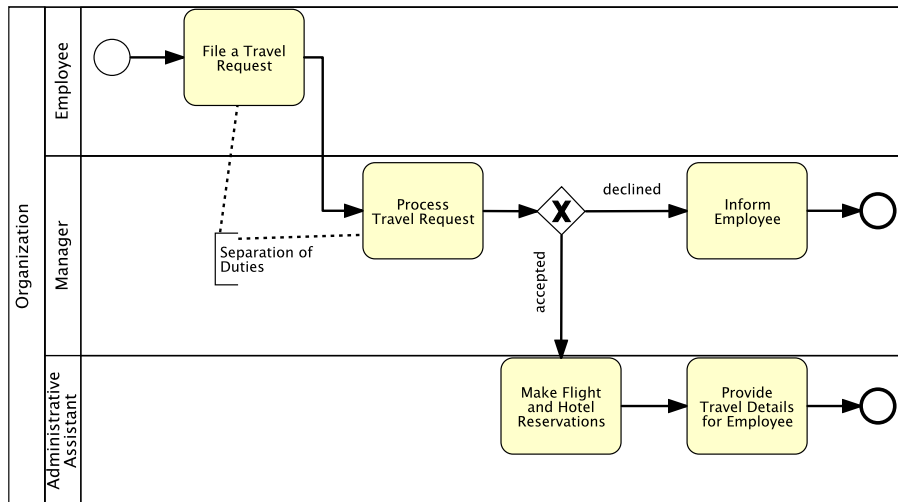 Organization
Employee
File a Travel
Request
Manager
Process
Travel Request
declined
Inform
Employee
Separation of
Duties
accepted
Administrative
Assistant
Make Flight
and Hotel
Reservations
Provide
Travel Details
for Employee